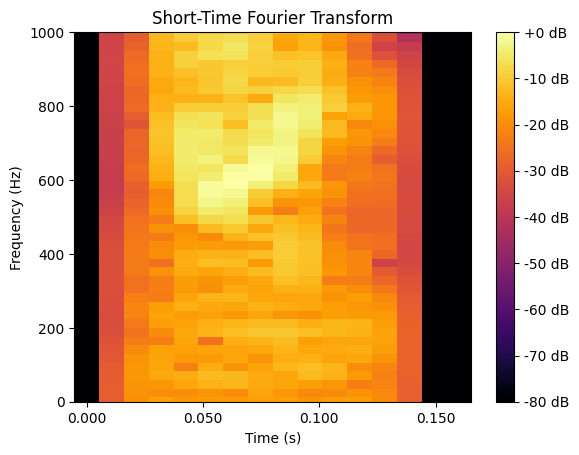 Short-Time Fourier Transform
1000
800
600
400
200
0
Frequency (Hz)
0.000
0.050
0.100
0.150
Time (s)
+0 dB
-10 dB
-20 dB
-30 dB
-40 dB
-50 dB
-60 dB
-70 dB
-80 dB